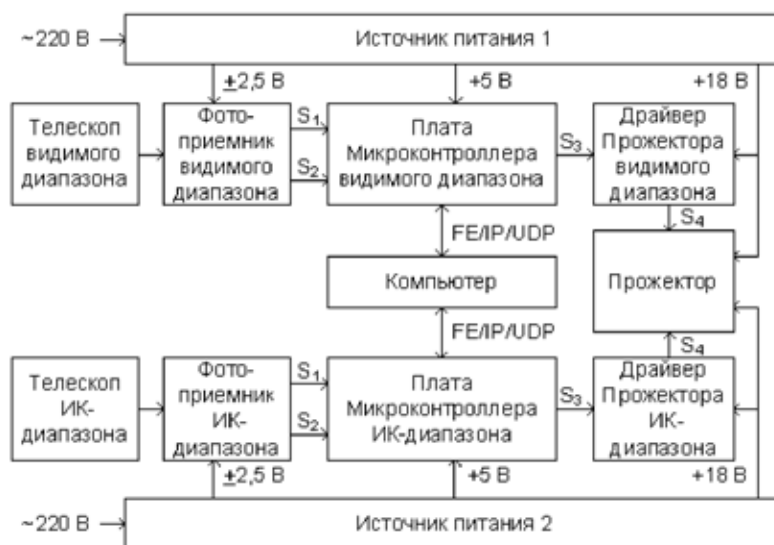 ~220 В
Источник питания 1
±2,5 В
+5 В
+18 В
Телескоп
видимого
диапазона
Фото-
приемник
видимого
диапазона
S1
S2
Плата
Микроконтроллера
видимого диапазона
S3
Драйвер
Прожектора
видимого
диапазона
S4
FE/IP/UDP
Компьютер
Прожектор
FE/IP/UDP
S4
Телескоп
ИК-
диапазона
Фото-
приемник
ИК-
диапазона
S1
S2
Плата
Микроконтроллера
ИК-диапазона
S3
Драйвер
Прожектора
ИК-
диапазона
±2,5 В
+5 В
+18 В
~220 В
Источник питания 2